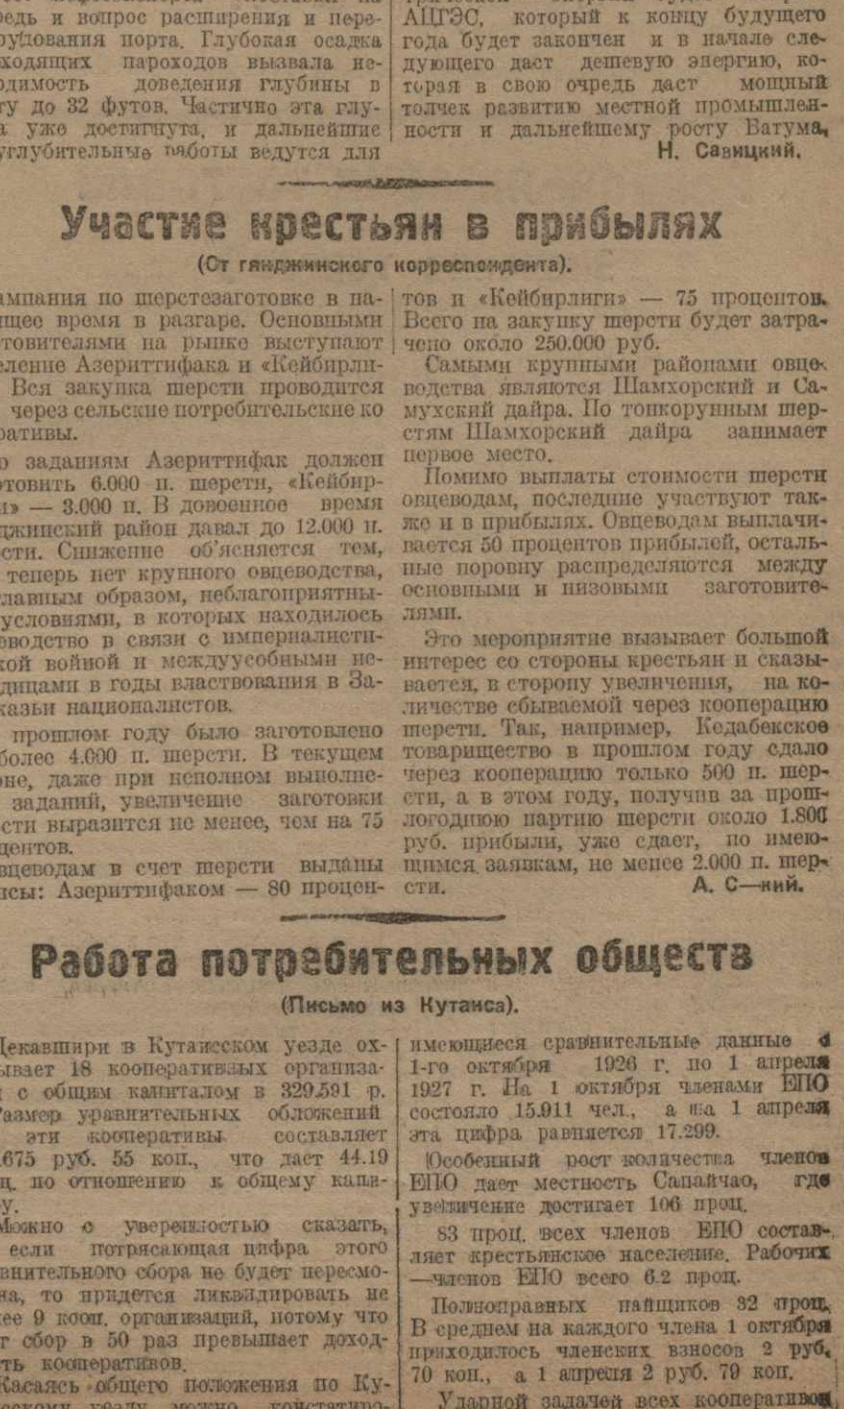 редь и вопрос расширения и пере-
рудования порта. Глубокая осадка
ходящих пароходов вызвала не-
одимость доведения глубины в
ту до 32 футов. Частично эта глу-
а уже достигнута, и дальнейшие
углубительные работы ведутся для
АЦГЭС, который к концу будущего
года будет закончен и в начале сле-
дующего даст дешевую энергию, ко-
торая в свою очредь даст мощный
толчек развитию местной промышлен-
ности и дальнейшему росту Батума,
Н. Савицкий.
Участие крестьян в прибылях
(От гянджинского корреспондента).
ампания по шерстезаготовке в на-
ящее время в разгаре. Основными
товителями на рынке выступают
еление Азериттифака и «Кейбирли-
Вся закупка шерсти проводится
через сельские потребительские ко
ративы.
о заданиям Азериттифак должен
отовить 6.000 п. шерсти, «Кейбир-
и» — 3.000 п. В довоенное время
джинский район давал до 12.000 п.
сти. Снижение об'ясняется тем,
теперь нет крупного овцеводства,
лавным образом, неблагоприятны-
условиями, в которых находилось
еводство в связи с империалисти-
кой войной и междуусобными не-
дицами в годы властвования в За-
казьи националистов.
прошлом году было заготовлено
более 4.000 п. шерсти. В текущем
оне, даже при неполном выполне-
заданий, увеличение заготовки
сти выразится не менее, чем на 75
центов.
вцеводам в счет шерсти выданы
нсы: Азериттифаком — 80 процен-
тов и «Кейбирлиги» — 75 процентов.
Всего на закупку шерсти будет затра-
чено около 250.000 руб.
Самыми крупными районами овце-
водства являются Шамхорский и Са-
мухский дайра. По тонкорунным шер-
стям Шамхорский дайра занимает
первое место.
Помимо выплаты стоимости шерсти
овцеводам, последние участвуют так-
же и в прибылях. Овцеводам выплачи-
вается 50 процентов прибылей, осталь-
ные поровну распределяются между
основными и низовыми заготовите-
лями.
Это мероприятие вызывает большой
интерес со стороны крестьян и сказы-
вается, в сторону увеличения, на ко-
личестве сбываемой через кооперацию
шерсти. Так, например, Кедабекское
товарищество в прошлом году сдало
через кооперацию только 500 п. шер-
сти, а в этом году, получив за прош-
логоднюю партию шерсти около 1.800
руб. прибыли, уже сдает, по имею-
щимся заявкам, не менее 2.000 п. шер-
сти.
А. С—ний.
Работа потребительных обществ
(Письмо из Кутаиса).
Цекавшири в Кутаисском уезде ох-
ывает 18 кооперативных организа-
с общим капиталом в 329.591 р.
Размер уравнительных обложений
эти кооперативы составляет
.675 руб. 55 коп., что дает 44.19
ц. по отношению к общему капи-
у.
Можно с уверенностью сказать,
если потрясающая цифра этого
внительного сбора не будет пересмо-
на, то придется ликвидировать не
ее 9 кооп. организаций, потому что
т сбор в 50 раз превышает доход-
ть кооперативов.
Касаясь общего положения по Ку-
имеющиеся сравнительные данные с
1-го октября 1926 г. по 1 апреля
1927 г. На 1 октября членами ЕПО
состояло 15.911 чел., а на 1 апреля
эта цифра равняется 17.299.
Особенный рост количества членов
ЕПО дает местность Сапайчао, где
увеличение достигает 106 проц.
83 проц. всех членов ЕПО состав-
ляет крестьянское население. Рабочих
—членов ЕПО всего 6.2 проц.
Полноправных пайщиков 32 проц.
В среднем на каждого члена 1 октября
приходилось членских взносов 2 руб.
70 коп., а 1 апреля 2 руб. 79 коп.
Ударной задачей всех кооперативов